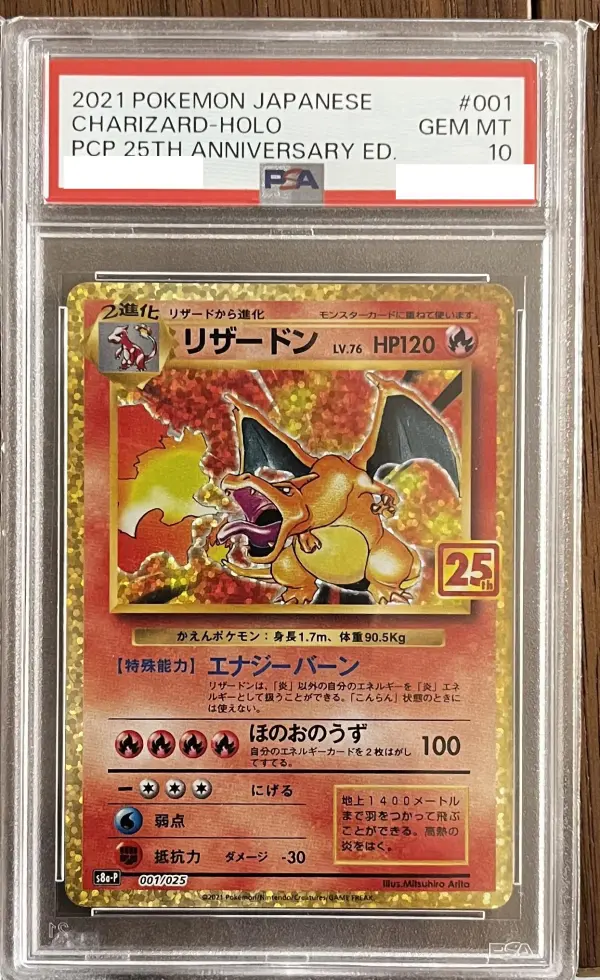 2021 POKEMON JAPANESE #001
CHARIZARD-HOLO GEM MT
PCP 25TH ANNIVERSARY ED. 10
PSA
2進化 リザードから進化 モンスターカードに重ねて使います。
リザードン LV.76 HP120
25th
かえんポケモン：身長1.7m、体重90.5Kg
【特殊能力】 エナジーバーン
リザードンは、「炎」以外の自分のエネルギーを「炎」エネ
ルギーとして扱うことができる。「こんらん」状態のときに
は使えない。
ほのおのうず 100
自分のエネルギーカードを2枚はがし
てすてる。
にげる
弱点
抵抗力 ダメージ -30
地上1400メートル
まで羽をつかって飛ぶ
ことができる。高熱の
炎をはく。
s8a-P 001/025
Illus.Mitsuhiro Arita
©2021 Pokémon/Nintendo/Creatures/GAME FREAK.